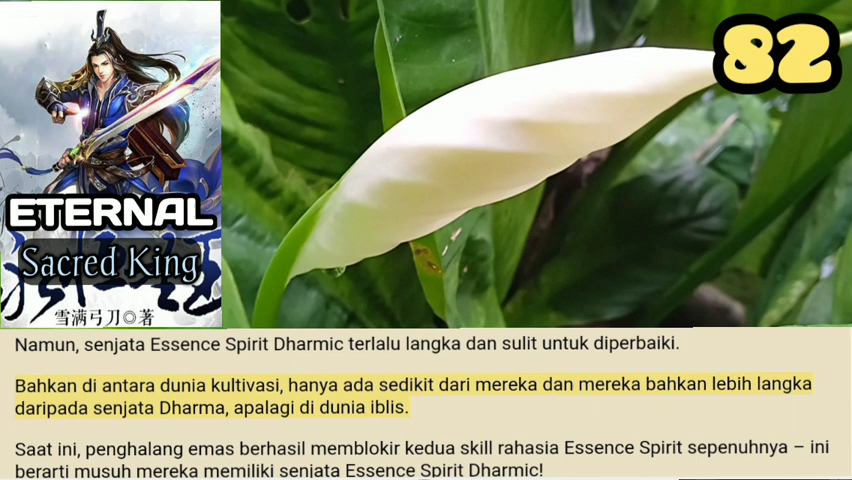 82
ETERNAL
Sacred King
雪满弓刀◎著
Namun, senjata Essence Spirit Dharmic terlalu langka dan sulit untuk diperbaiki.
Bahkan di antara dunia kultivasi, hanya ada sedikit dari mereka dan mereka bahkan lebih langka
daripada senjata Dharma, apalagi di dunia iblis.
Saat ini, penghalang emas berhasil memblokir kedua skill rahasia Essence Spirit sepenuhnya – ini
berarti musuh mereka memiliki senjata Essence Spirit Dharmic!